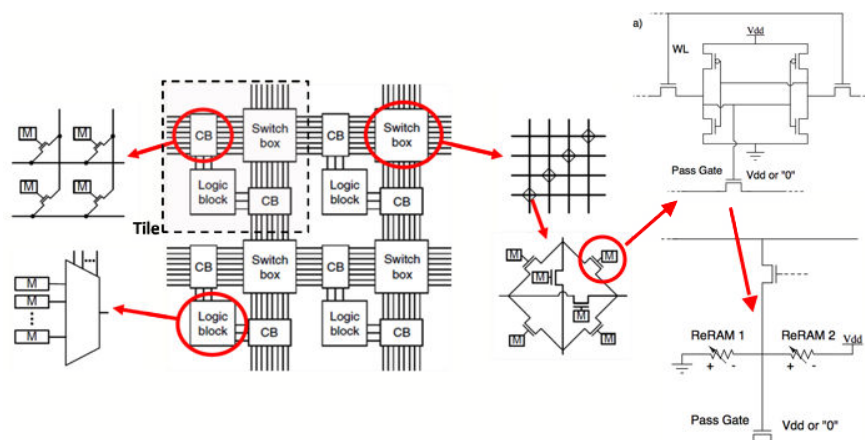 a)
Vdd
WL
Pass Gate
Vdd or "0"
M
M
M
M
CB
Switch
box
CB
Switch
box
Logic
block
CB
Logic
block
CB
Tile
CB
Switch
box
CB
Switch
box
Logic
block
CB
Logic
block
CB
M
M
M
M
M
M
M
M
M
ReRAM 1
ReRAM 2
Vdd
+ -
+ -
Pass Gate
Vdd or "0"